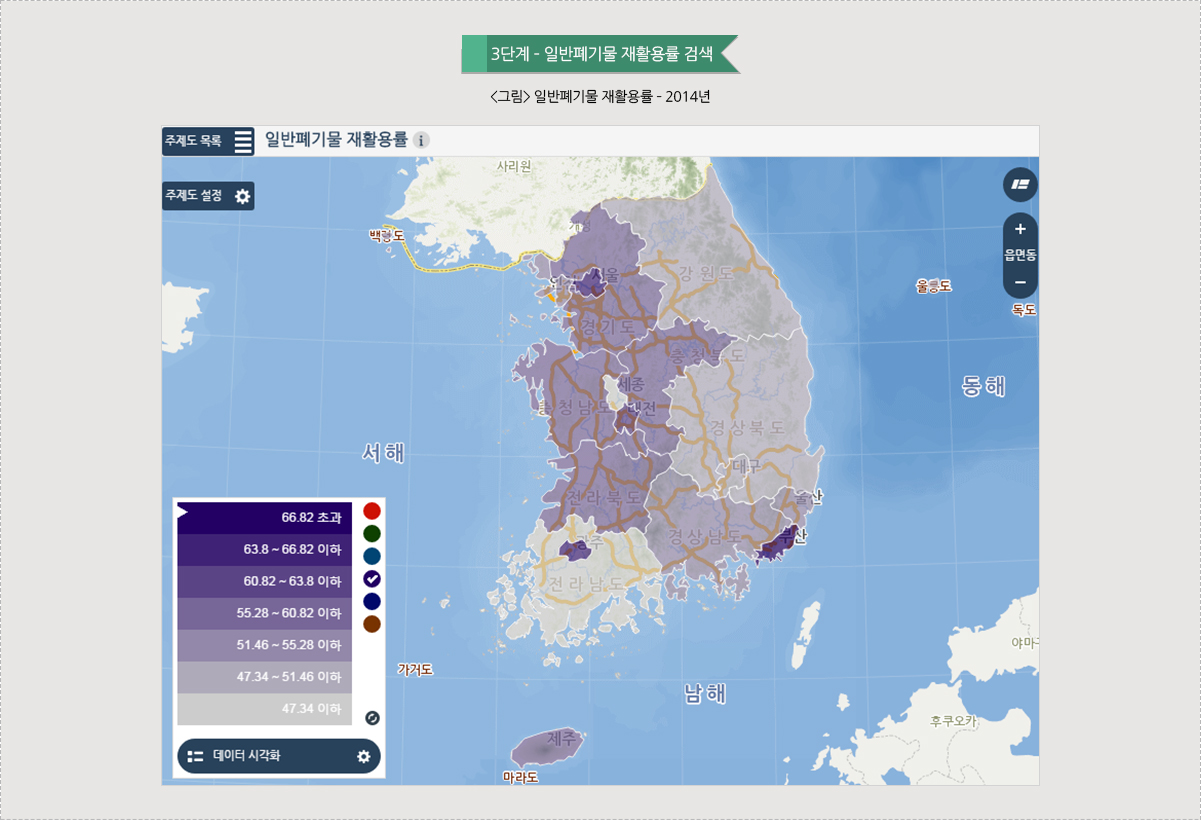 3단계 - 일반폐기물 재활용률 검색
<그림> 일반폐기물 재활용률 - 2014년
주제도 목록
일반폐기물 재활용률 i
주제도 설정
사리원
개성
백령도
서울
강원도
+
읍면동
-
울릉도
독도
경기도
충청북도
세종
동해
충청남도
대전
경상북도
서해
대구
전라북도
울산
경상남도
부산
광주
전라남도
66.82 초과
63.8 ~ 66.82 이하
60.82 ~ 63.8 이하
55.28 ~ 60.82 이하
51.46 ~ 55.28 이하
47.34 ~ 51.46 이하
47.34 이하
가거도
남해
후쿠오카
제주
마라도
데이터 시각화